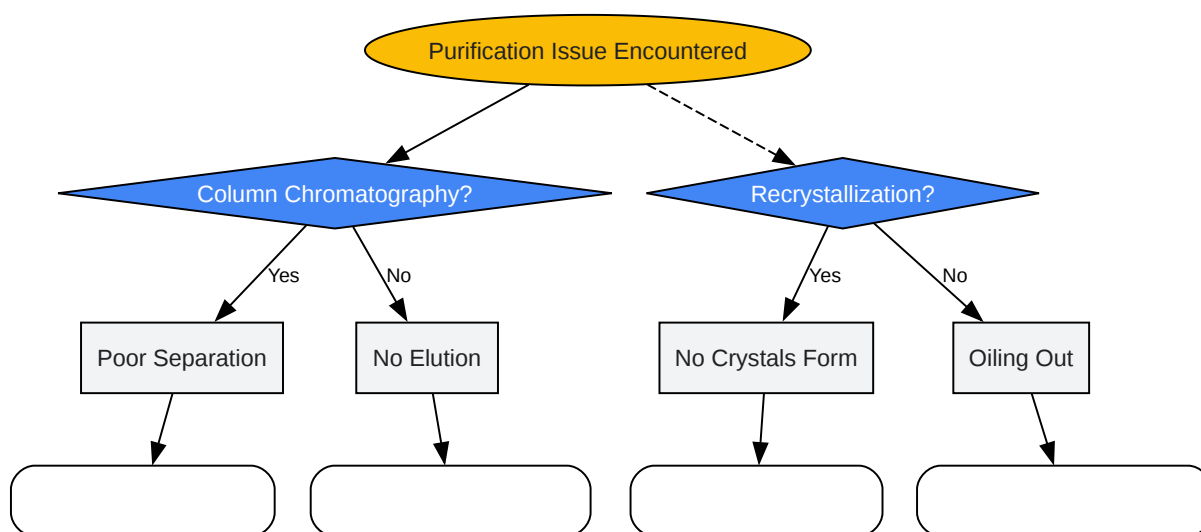 Purification Issue Encountered
Column Chromatography?
Recrystallization?
Yes
No
Yes
No
Poor Separation
No Elution
No Crystals Form
Oiling Out